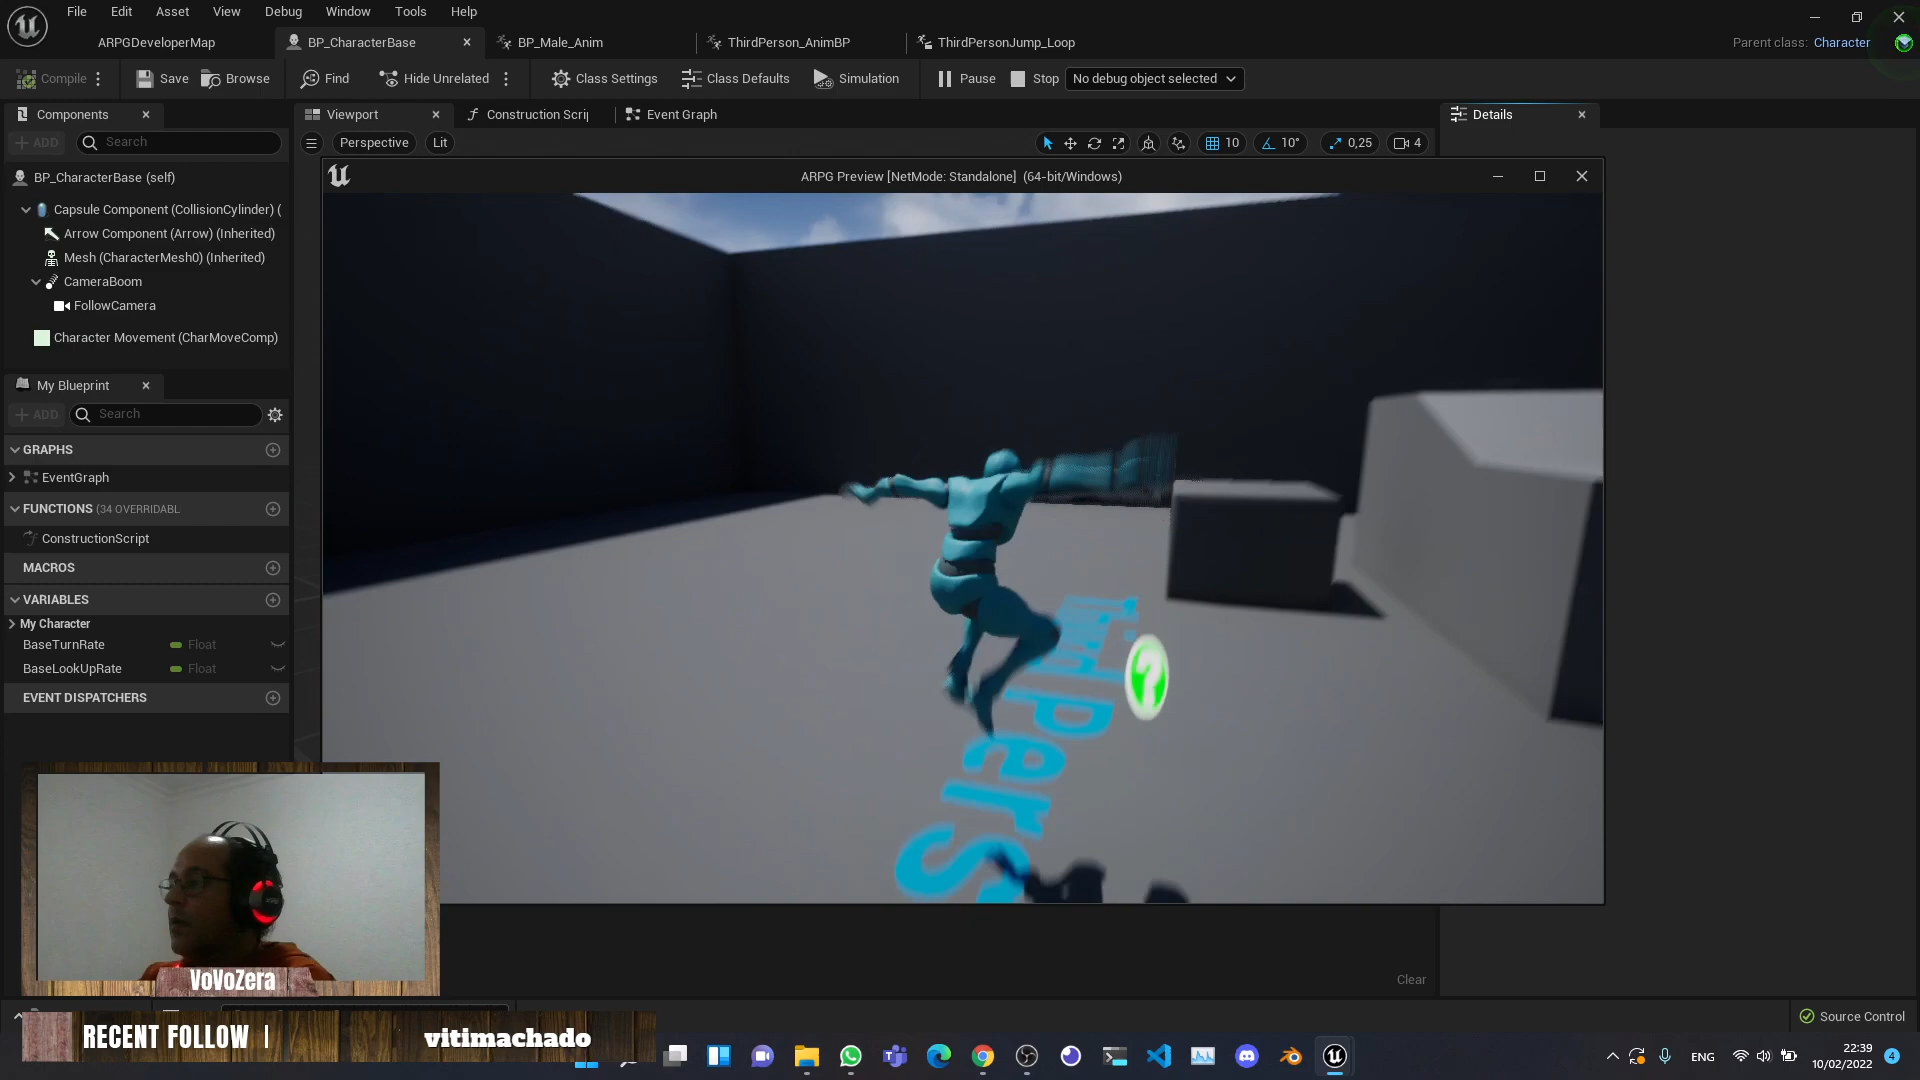 File Edit Asset View Debug Window Tools Help
ARPGDeveloperMap BP_CharacterBase BP_Male_Anim ThirdPerson_AnimBP ThirdPersonJump_Loop Parent class: Character
Compile Save Browse Find Hide Unrelated Class Settings Class Defaults Simulation Pause Stop No debug object selected
Components Viewport Construction Scrip Event Graph Details
ADD Search Perspective Lit 10 10° 0,25 4
ARPG Preview [NetMode: Standalone] (64-bit/Windows)
BP_CharacterBase (self)
Capsule Component (CollisionCylinder) (
Arrow Component (Arrow) (Inherited)
Mesh (CharacterMesh0) (Inherited)
CameraBoom
FollowCamera
Character Movement (CharMoveComp)
My Blueprint
ADD Search
GRAPHS
EventGraph
FUNCTIONS (34 OVERRIDABL
ConstructionScript
MACROS
VARIABLES
My Character
BaseTurnRate Float
BaseLookUpRate Float
EVENT DISPATCHERS
?
VoVoZera
Clear
RECENT FOLLOW | vitimachado
Source Control
ENG 22:39
10/02/2022 4